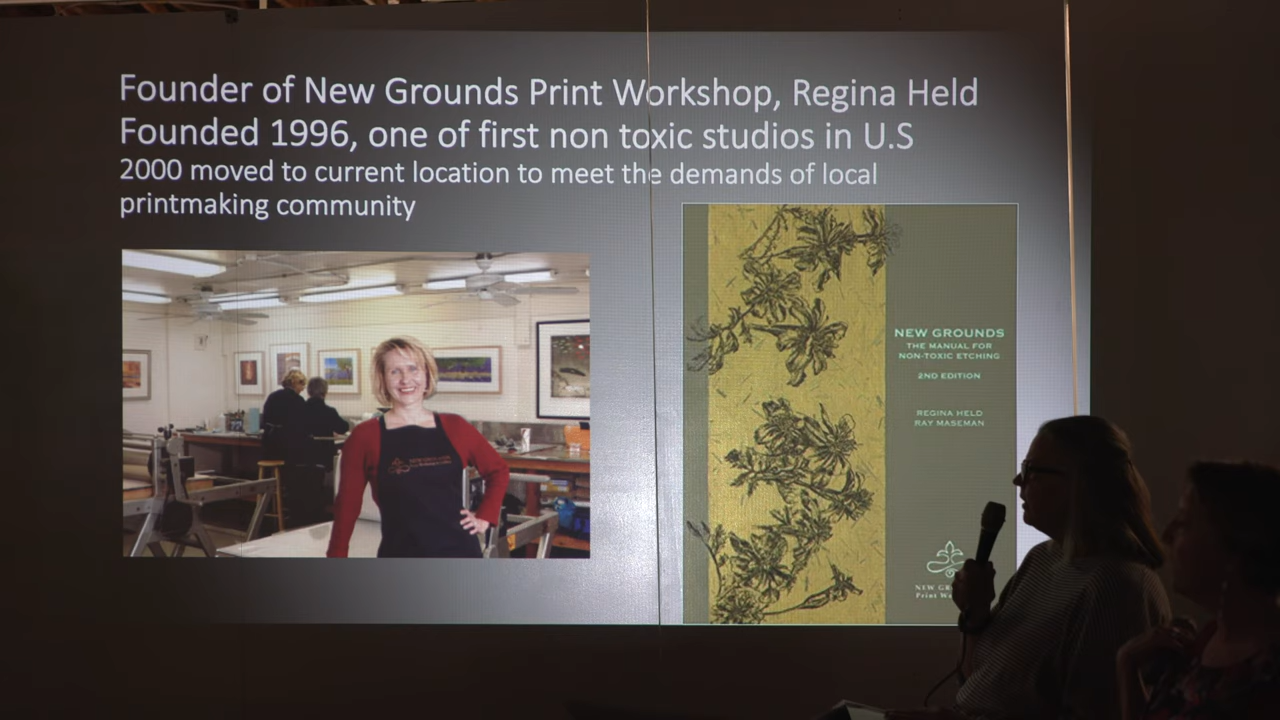 Founder of New Grounds Print Workshop, Regina Held
Founded 1996, one of first non toxic studios in U.S
2000 moved to current location to meet the demands of local
printmaking community
NEW GROUNDS
THE MANUAL FOR
NON-TOXIC ETCHING
2ND EDITION
REGINA HELD
RAY MASEMAN
NEW
Print